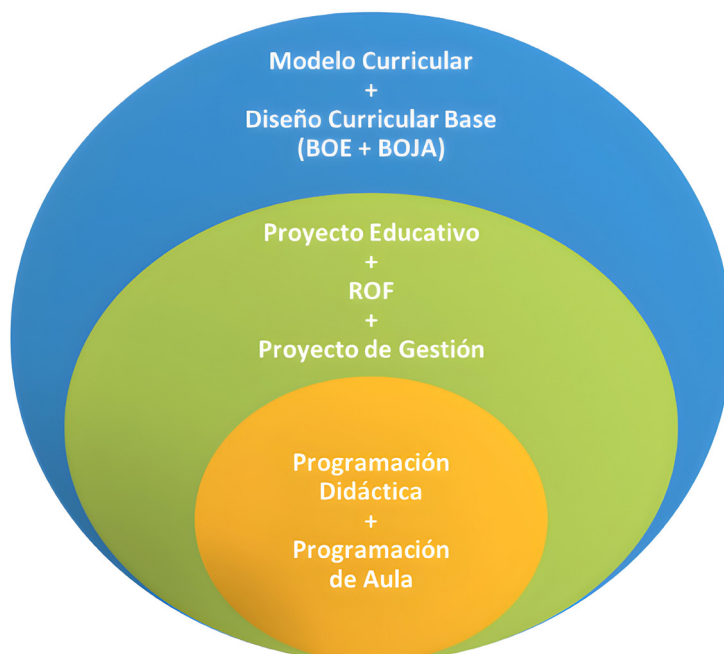 Modelo Curricular
+
Diseño Curricular Base
(BOE + BOJA)
Proyecto Educativo
+
ROF
+
Proyecto de Gestión
Programación
Didáctica
+
Programación
de Aula